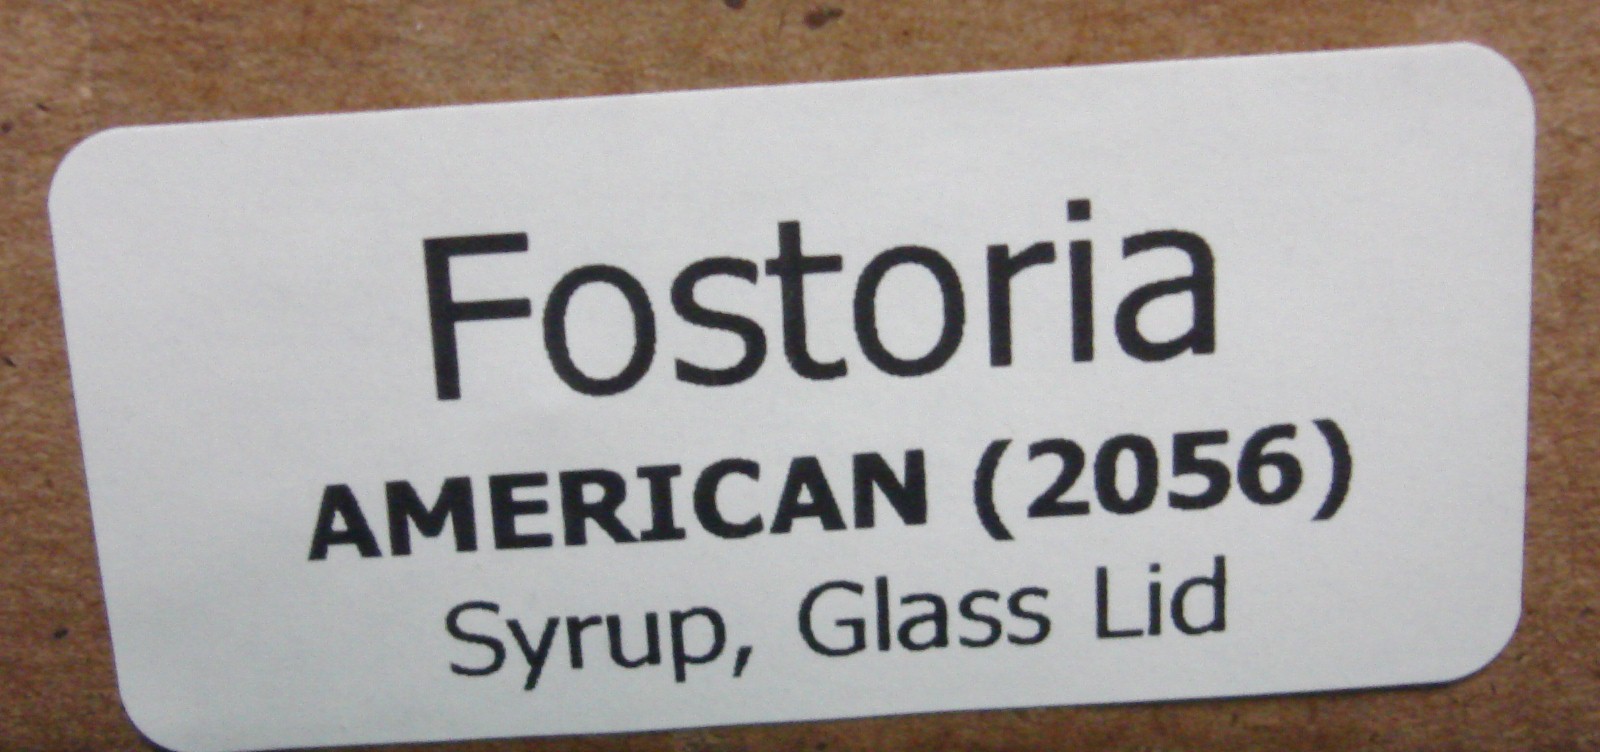 Fostoria
AMERICAN (2056)
Syrup, Glass Lid